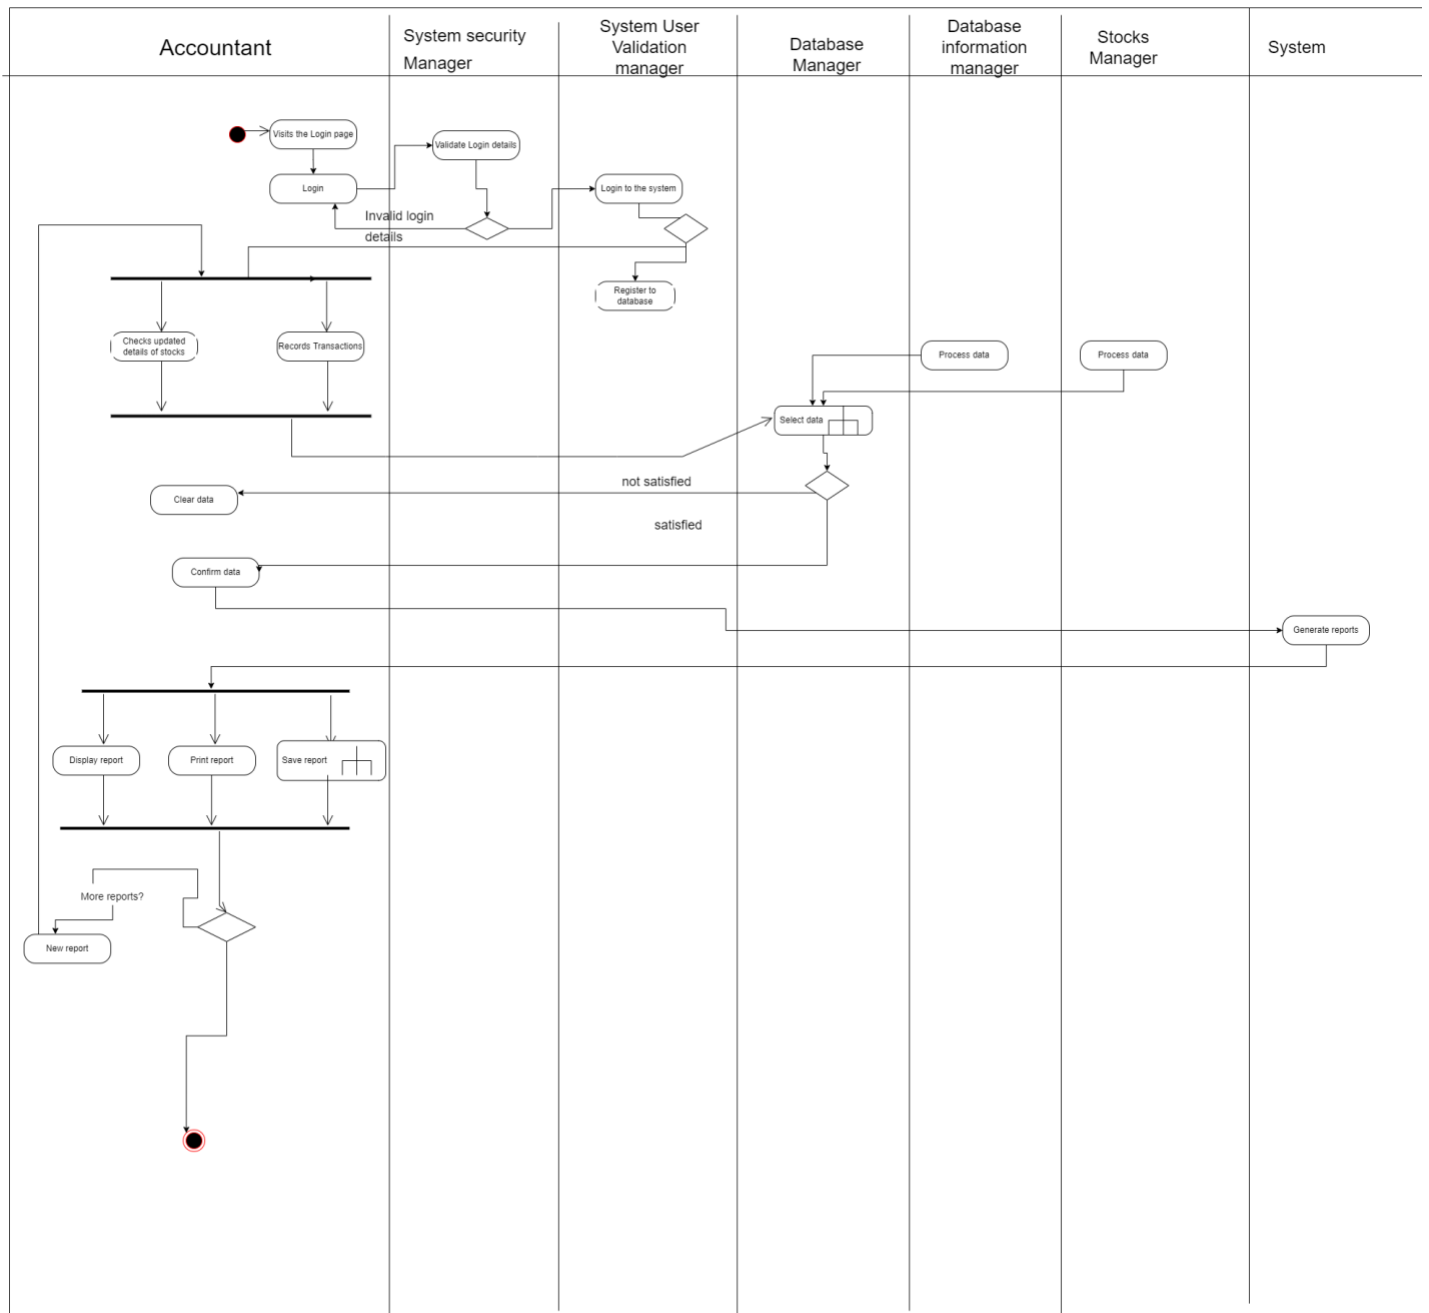 Accountant
System security
Manager
System User
Validation
manager
Database
Manager
Database
information
manager
Stocks
Manager
System
Visits the Login page
Validate Login details
Login
Login to the system
Invalid login
details
Register to
database
Checks updated
details of stocks
Records Transactions
Process data
Process data
Select data
not satisfied
Clear data
satisfied
Confirm data
Generate reports
Display report
Print report
Save report
More reports?
New report